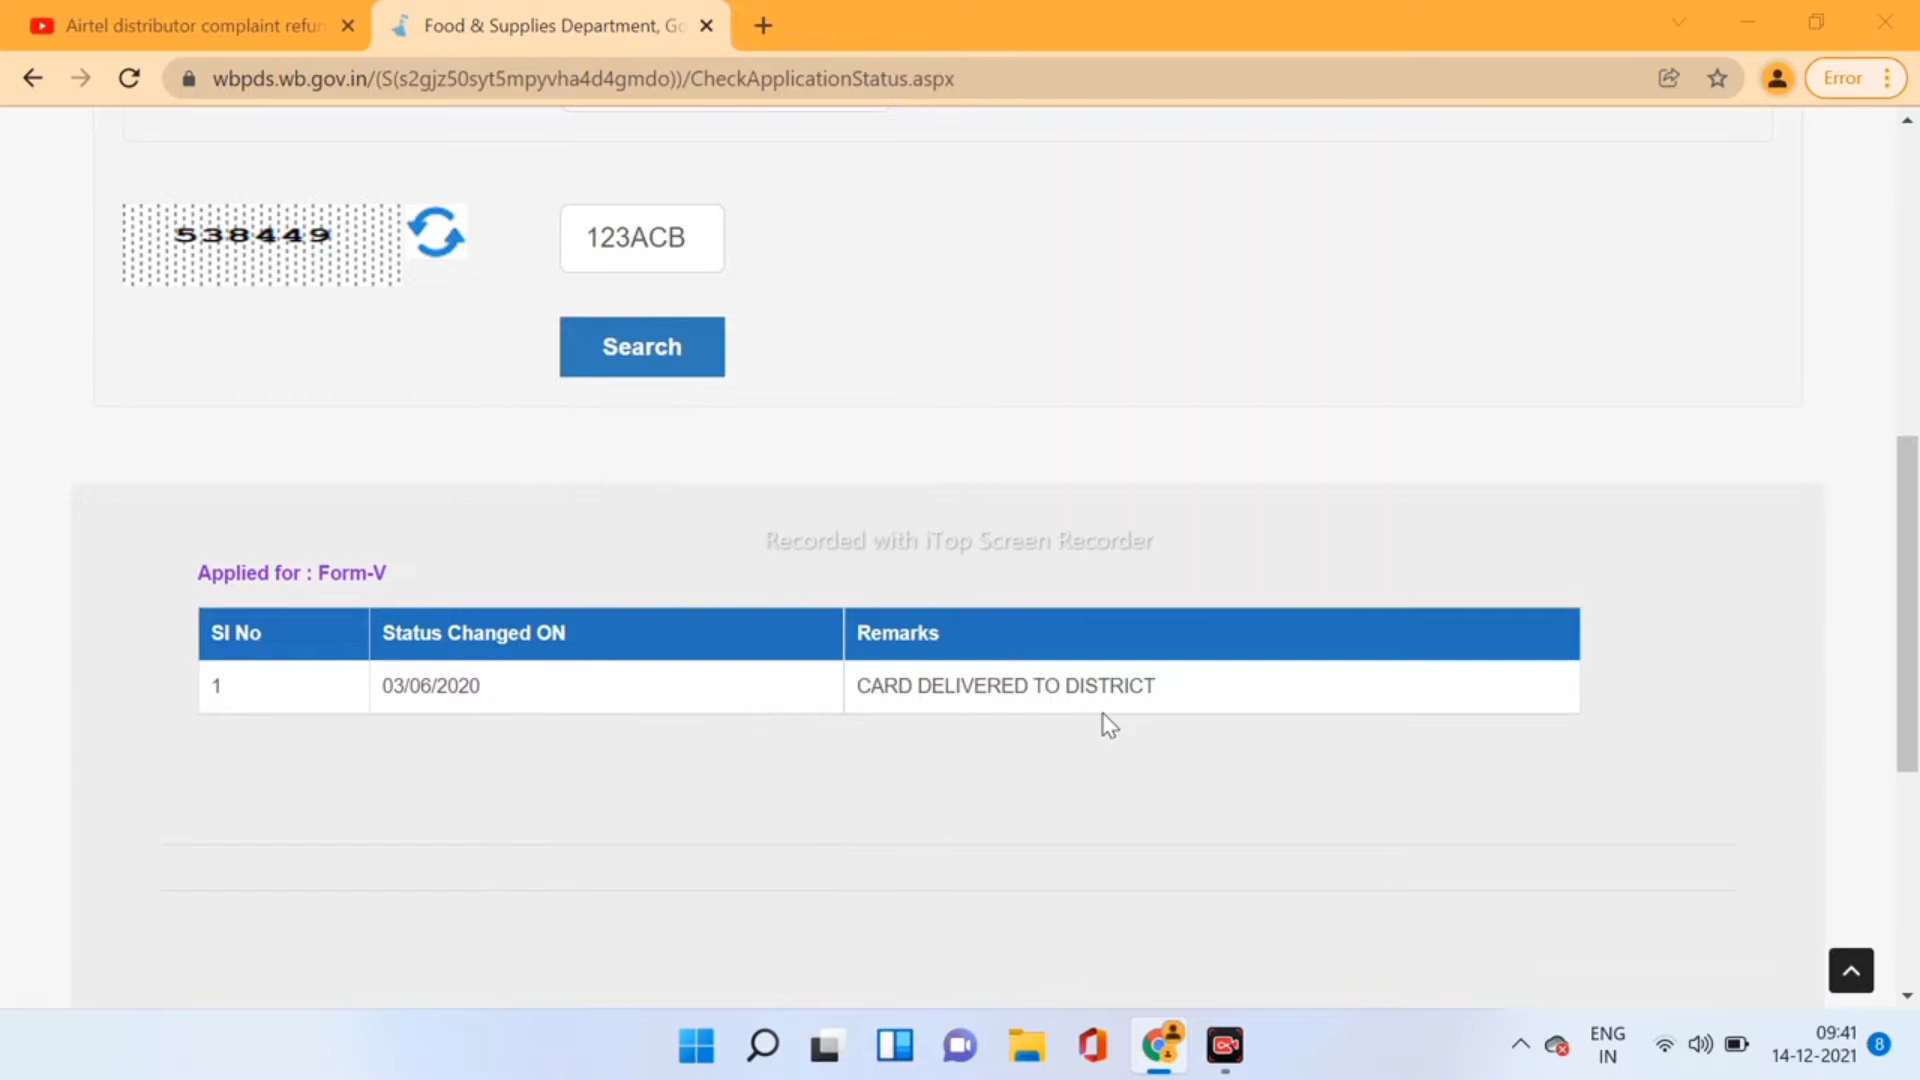 Airtel distributor complaint refun
Food & Supplies Department, Go
wbpds.wb.gov.in/(S(s2gjz50syt5mpyvha4d4gmdo))/CheckApplicationStatus.aspx
Error
538449
123ACB
Search
Recorded with iTop Screen Recorder
Applied for : Form-V
Sl No Status Changed ON Remarks
1 03/06/2020 CARD DELIVERED TO DISTRICT
ENG
IN
09:41
14-12-2021
8